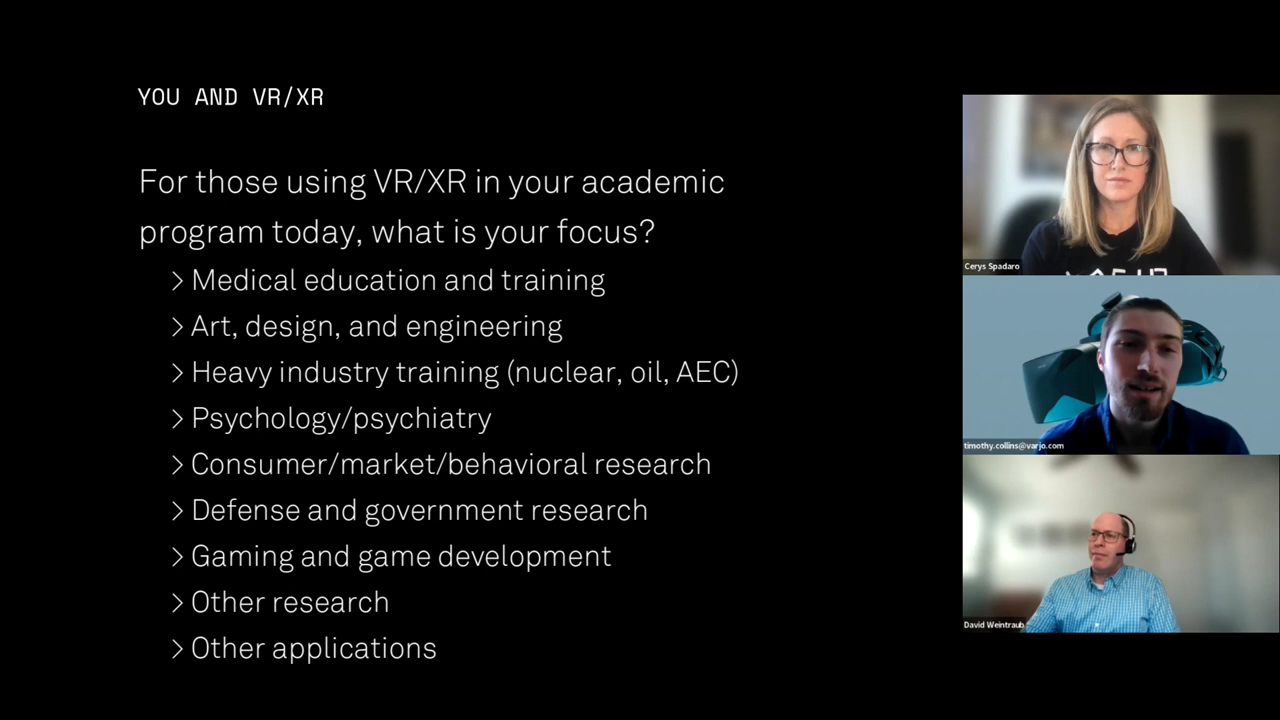 YOU AND VR/XR
For those using VR/XR in your academic
program today, what is your focus?
> Medical education and training
> Art, design, and engineering
> Heavy industry training (nuclear, oil, AEC)
> Psychology/psychiatry
> Consumer/market/behavioral research
> Defense and government research
> Gaming and game development
> Other research
> Other applications
Cerys Spadaro
timothy.collins@varjo.com
David Weintraub